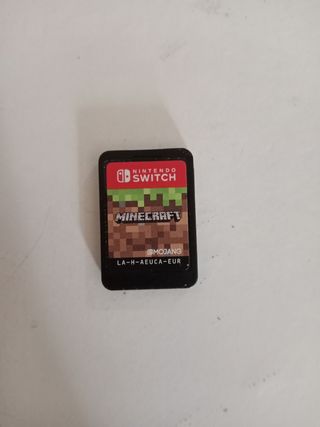 NINTENDO
SWITCH
MINECRAFT
@MOJANG
LA-H-AEUCA-EUR